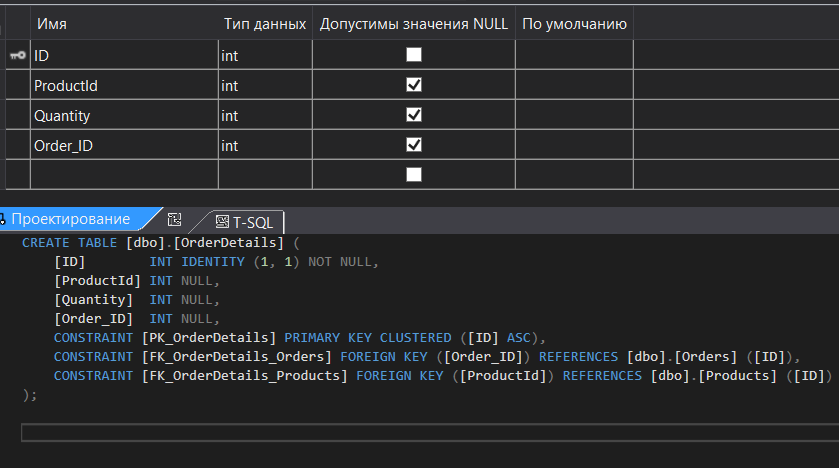 Имя Тип данных Допустимы значения NULL По умолчанию
ID int
ProductId int
Quantity int
Order_ID int
Проектирование T-SQL
CREATE TABLE [dbo].[OrderDetails] (
[ID] INT IDENTITY (1, 1) NOT NULL,
[ProductId] INT NULL,
[Quantity] INT NULL,
[Order_ID] INT NULL,
CONSTRAINT [PK_OrderDetails] PRIMARY KEY CLUSTERED ([ID] ASC),
CONSTRAINT [FK_OrderDetails_Orders] FOREIGN KEY ([Order_ID]) REFERENCES [dbo].[Orders] ([ID]),
CONSTRAINT [FK_OrderDetails_Products] FOREIGN KEY ([ProductId]) REFERENCES [dbo].[Products] ([ID])
);